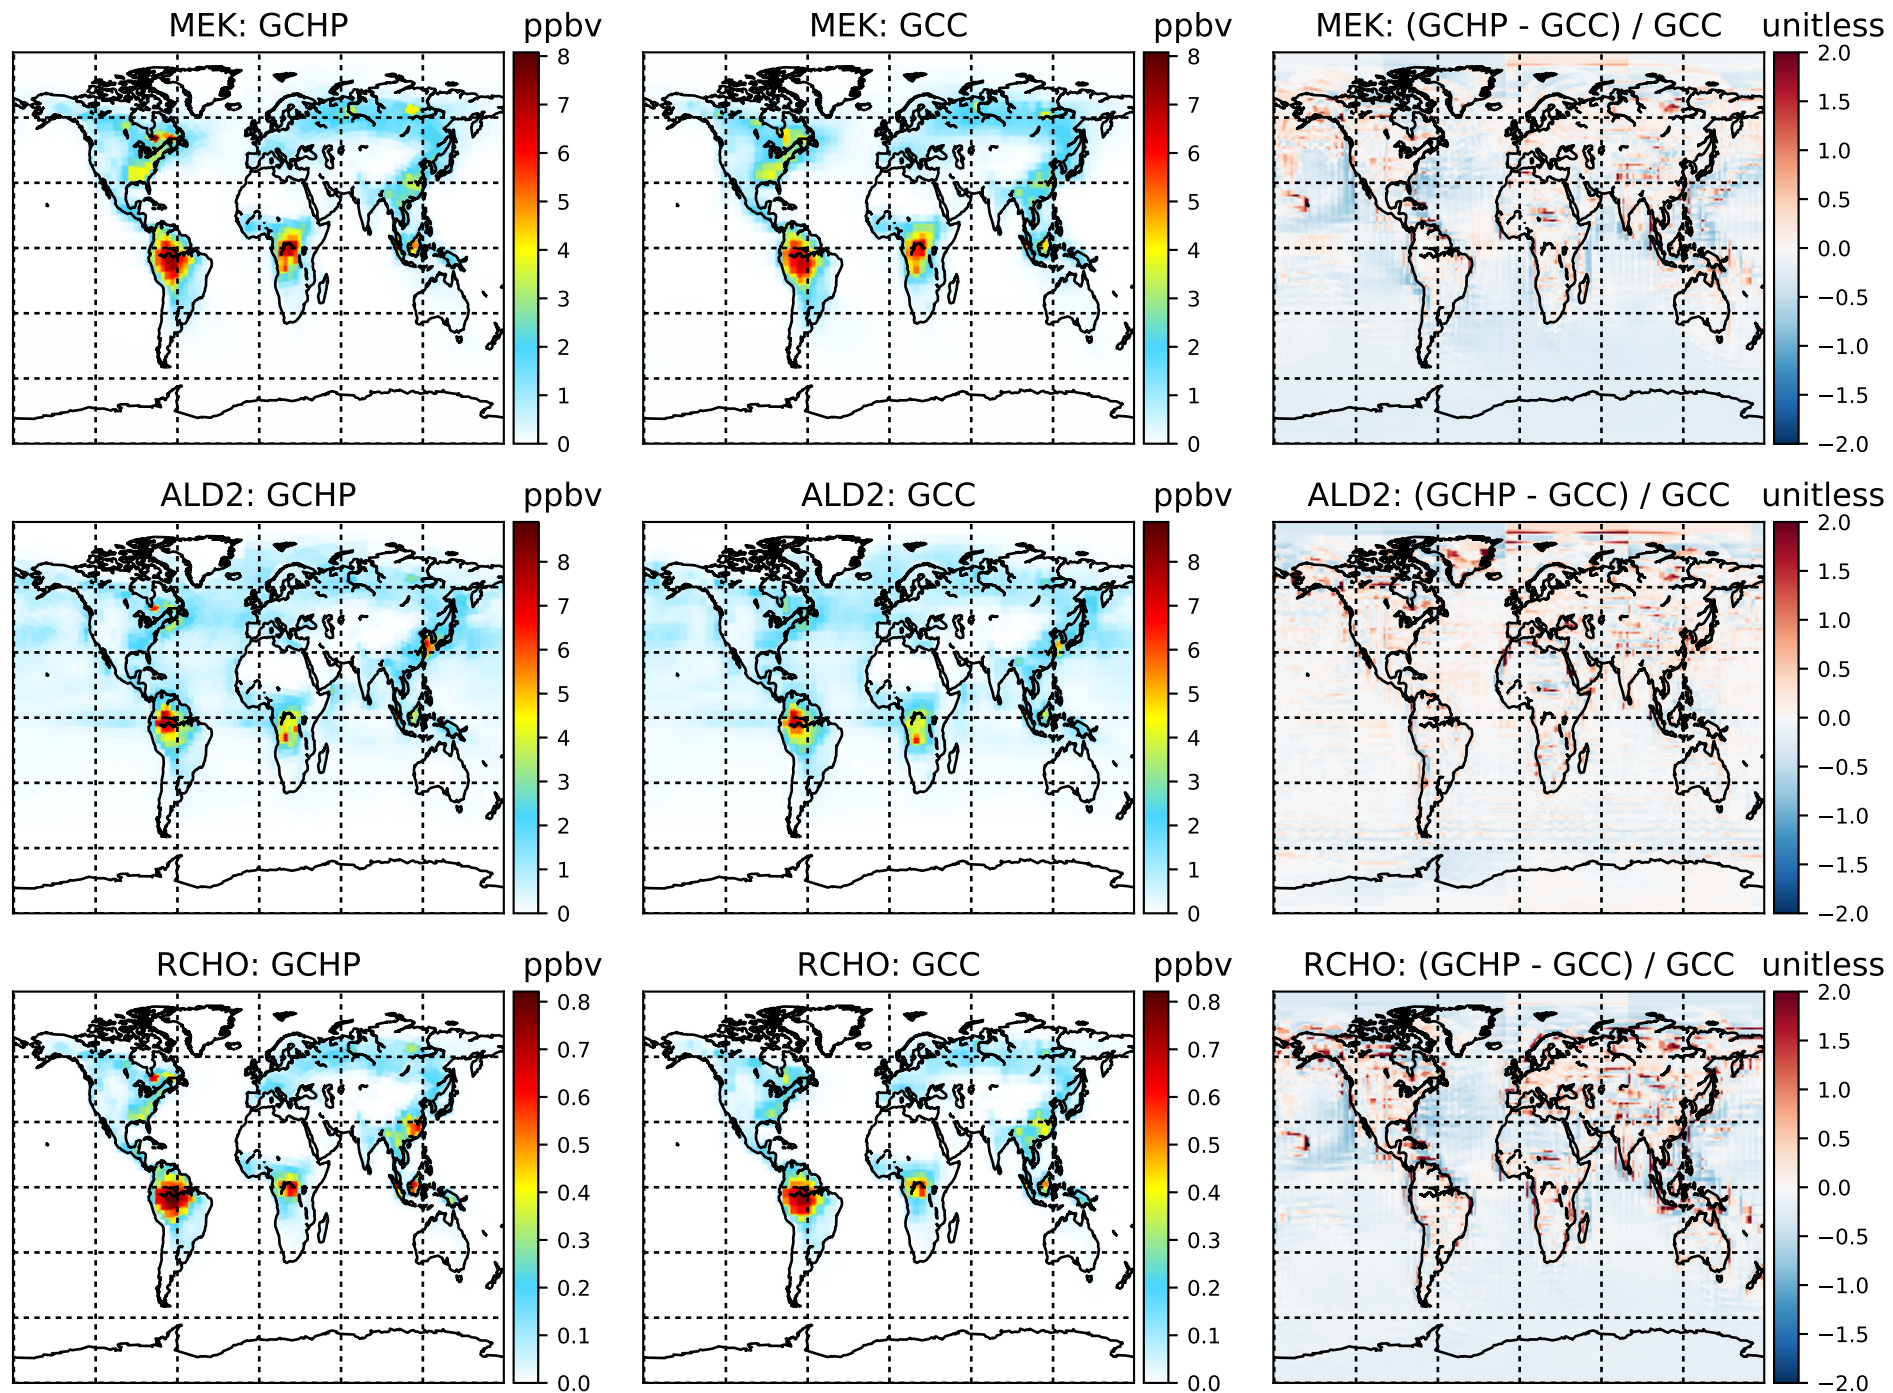 MEK: GCHP ppbv MEK: GCC ppbv MEK: (GCHP - GCC) / GCC unitless
8 8 2.0
7 7 1.5
6 6 1.0
5 5 0.5
4 4 0.0
3 3 −0.5
2 2 −1.0
1 1 −1.5
0 0 −2.0
ALD2: GCHP ppbv ALD2: GCC ppbv ALD2: (GCHP - GCC) / GCC unitless
8 8 2.0
7 7 1.5
6 6 1.0
5 5 0.5
4 4 0.0
3 3 −0.5
2 2 −1.0
1 1 −1.5
0 0 −2.0
RCHO: GCHP ppbv RCHO: GCC ppbv RCHO: (GCHP - GCC) / GCC unitless
0.8 0.8 2.0
0.7 0.7 1.5
0.6 0.6 1.0
0.5 0.5 0.5
0.4 0.4 0.0
0.3 0.3 −0.5
0.2 0.2 −1.0
0.1 0.1 −1.5
0.0 0.0 −2.0